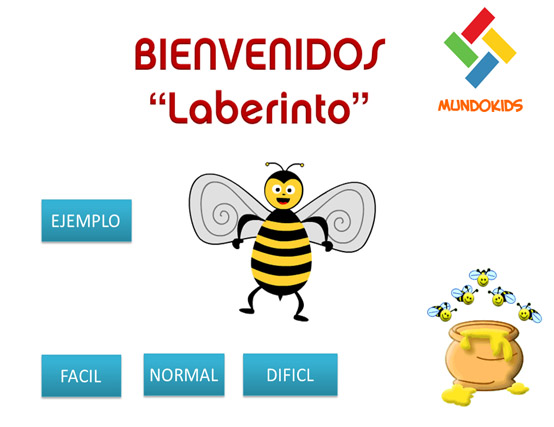 BIENVENIDOS
“Laberinto”
MUNDOKIDS
EJEMPLO
FACIL
NORMAL
DIFICL